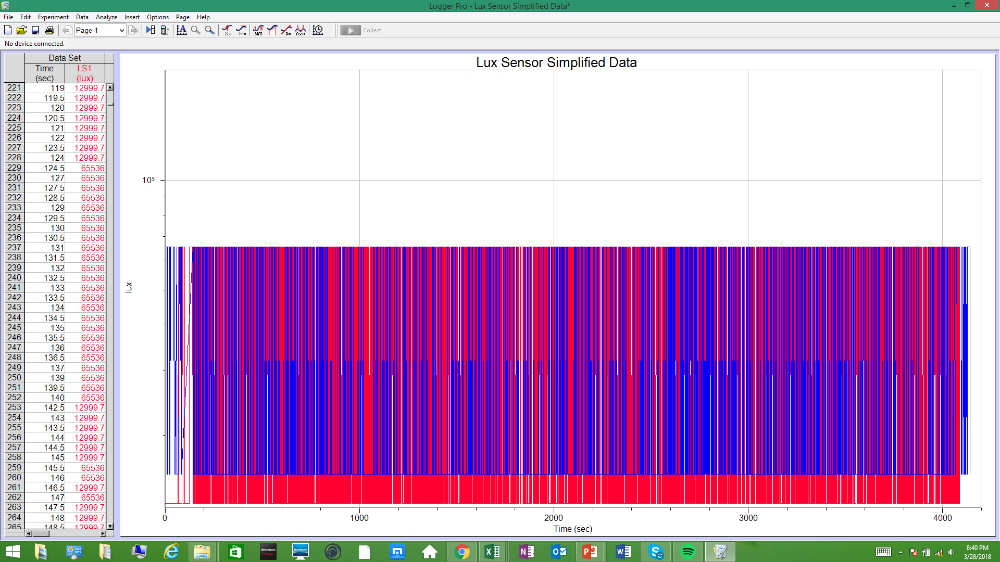 Logger Pro - Lux Sensor Simplified Data*
File Edit Experiment Data Analyze Insert Options Page Help
Page 1
Collect
No device connected.
Data Set
Time LS1
(sec) (lux)
221 119 12999.7
222 119.5 12999.7
223 120 12999.7
224 120.5 12999.7
225 121 12999.7
226 122 12999.7
227 123.5 12999.7
228 124 12999.7
229 124.5 65536
230 127 65536
231 127.5 65536
232 128.5 65536
233 129 65536
234 129.5 65536
235 130 65536
236 130.5 65536
237 131 65536
238 131.5 65536
239 132 65536
240 132.5 65536
241 133 65536
242 133.5 65536
243 134 65536
244 134.5 65536
245 135 65536
246 135.5 65536
247 136 65536
248 136.5 65536
249 137 65536
250 139 65536
251 139.5 65536
252 140 65536
253 142.5 12999.7
254 143 12999.7
255 143.5 12999.7
256 144 12999.7
257 144.5 12999.7
258 145 12999.7
259 145.5 65536
260 146 65536
261 146.5 12999.7
262 147 65536
263 147.5 12999.7
264 148 12999.7
265 148.5 12999.7
Lux Sensor Simplified Data
10⁵
lux
0 1000 2000 3000 4000
Time (sec)
8:40 PM
3/28/2018